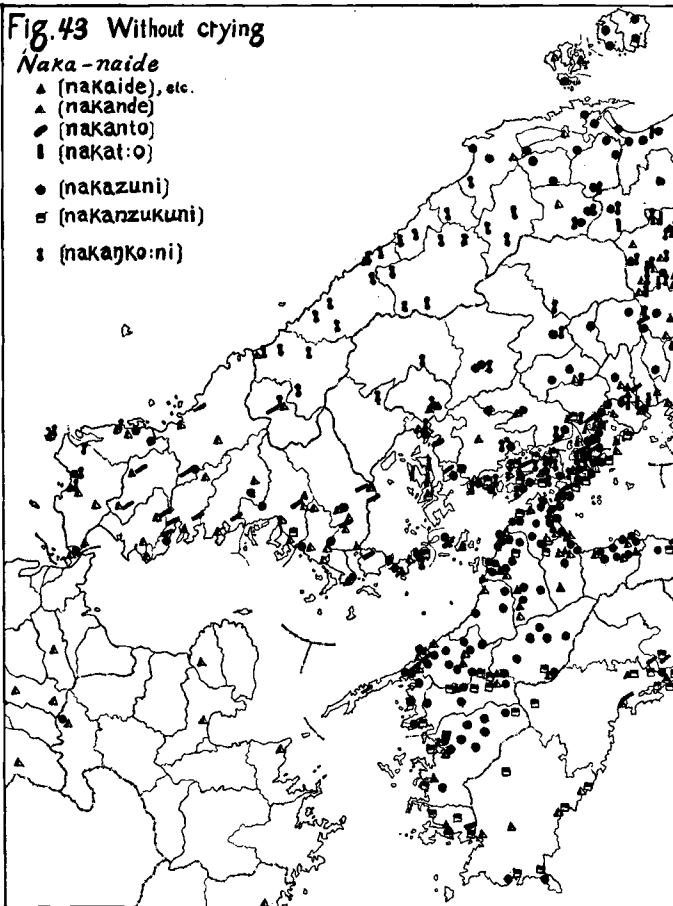 Fig.43 Without crying
Naka-naide
(nakaide), etc.
(nakande)
(nakanto)
(nakat:o)
(nakazuni)
(nakanzukuni)
(nakaŋko:ni)